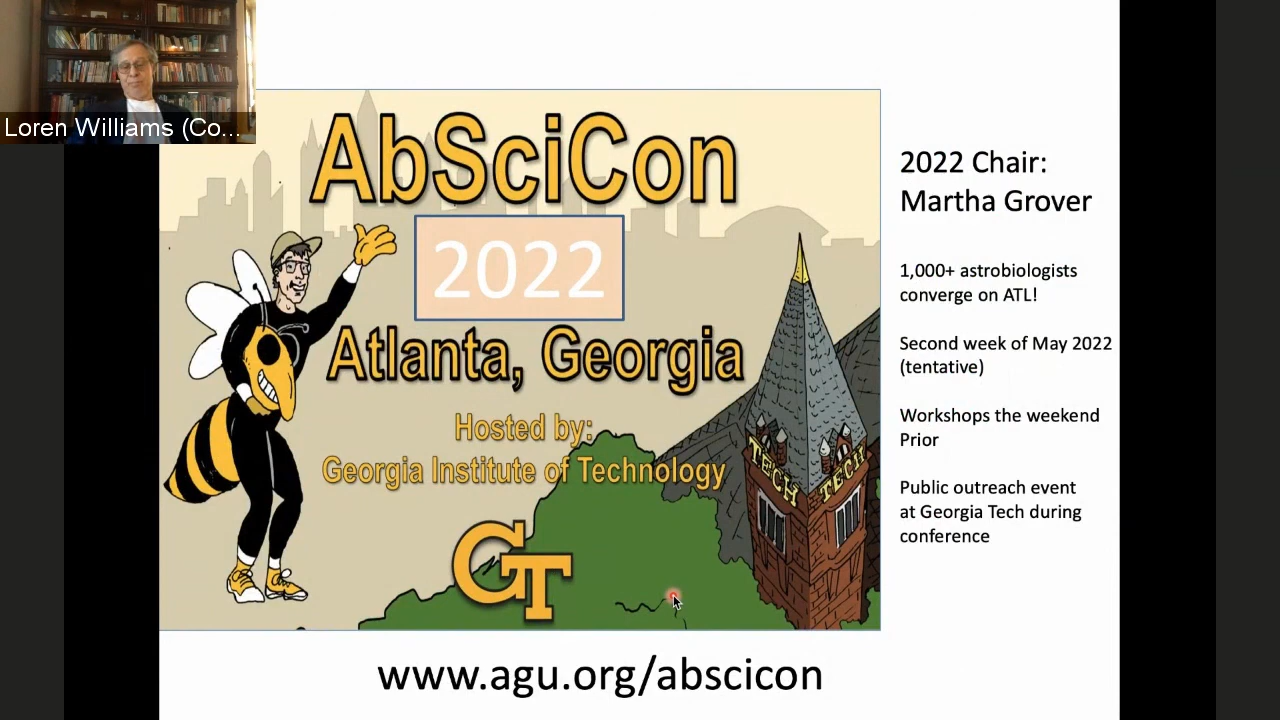 Loren Williams (Co...
AbSciCon
2022
Atlanta, Georgia
Hosted by:
Georgia Institute of Technology
GT
TECH
TECH
2022 Chair:
Martha Grover
1,000+ astrobiologists
converge on ATL!
Second week of May 2022
(tentative)
Workshops the weekend
Prior
Public outreach event
at Georgia Tech during
conference
www.agu.org/abscicon